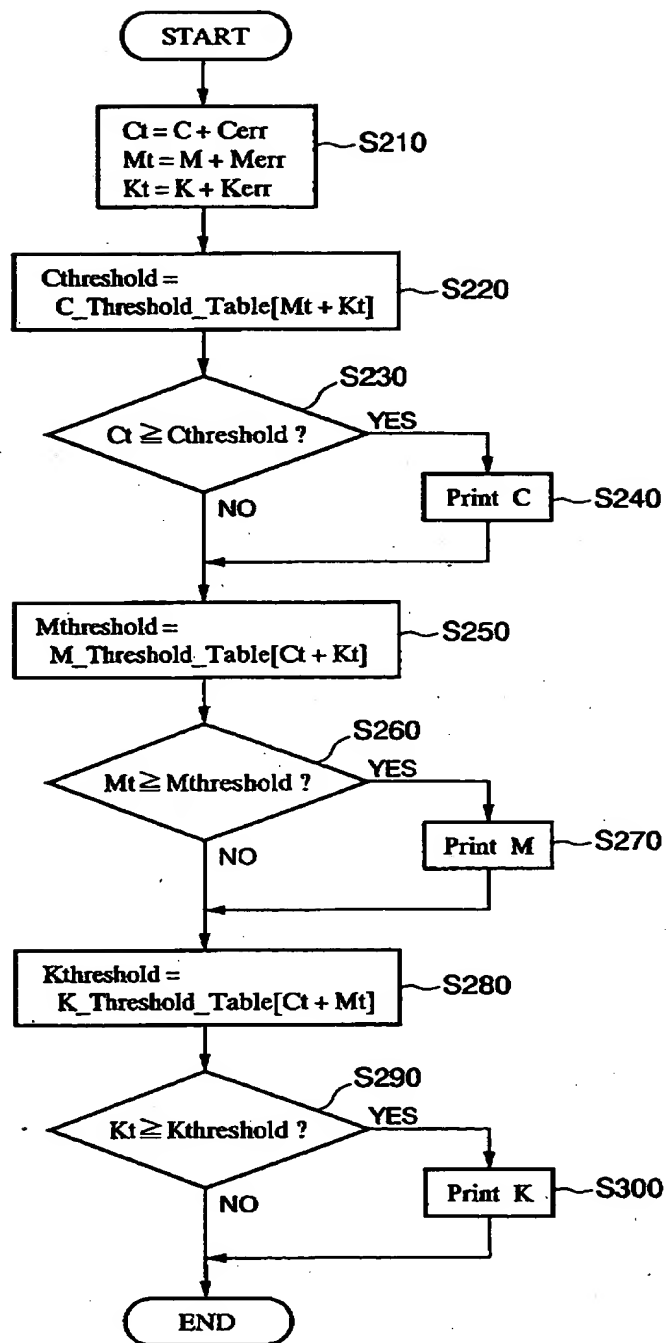 START
Ct = C + Cerr
Mt = M + Merr
Kt = K + Kerr
S210
Cthreshold =
C_Threshold_Table[Mt + Kt]
S220
S230
Ct ≧ Cthreshold ?
YES
NO
Print C
S240
Mthreshold =
M_Threshold_Table[Ct + Kt]
S250
S260
Mt ≧ Mthreshold ?
YES
NO
Print M
S270
Kthreshold =
K_Threshold_Table[Ct + Mt]
S280
S290
Kt ≧ Kthreshold ?
YES
NO
Print K
S300
END